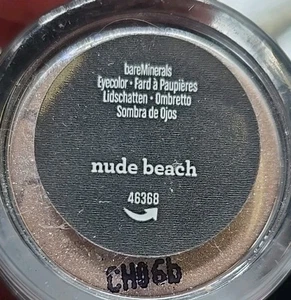 bareMinerals
Eyecolor • Fard à Paupières
Lidschatten • Ombretto
Sombra de Ojos
nude beach
46368
CH06b